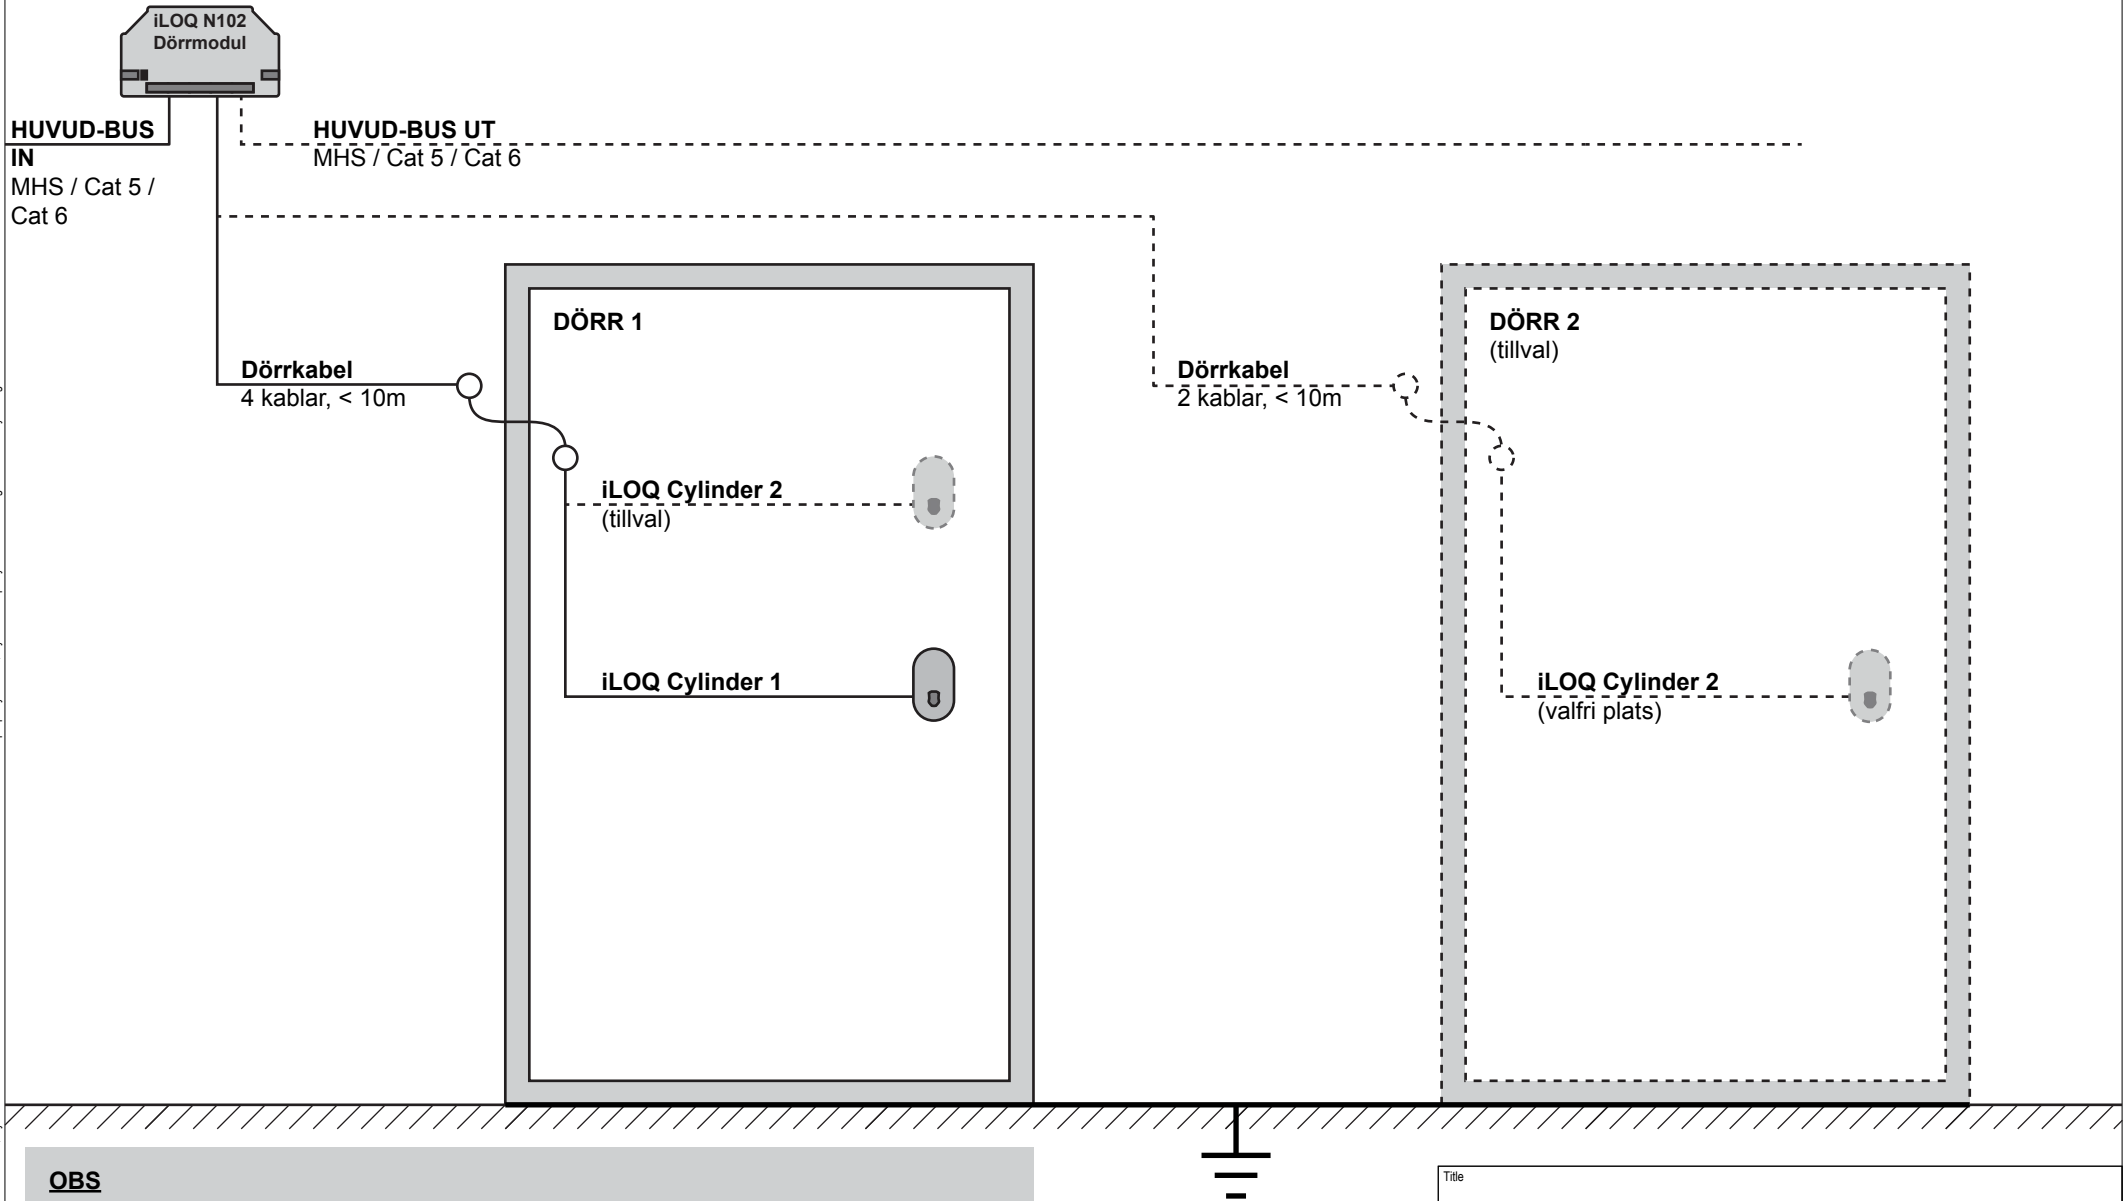 iLOQ N102
Dörrmodul
HUVUD-BUS
IN
MHS / Cat 5 /
Cat 6
HUVUD-BUS UT
MHS / Cat 5 / Cat 6
DÖRR 1
DÖRR 2
(tillval)
Dörrkabel
4 kablar, < 10m
Dörrkabel
2 kablar, < 10m
iLOQ Cylinder 2
(tillval)
iLOQ Cylinder 1
iLOQ Cylinder 2
(valfri plats)
OBS
Title